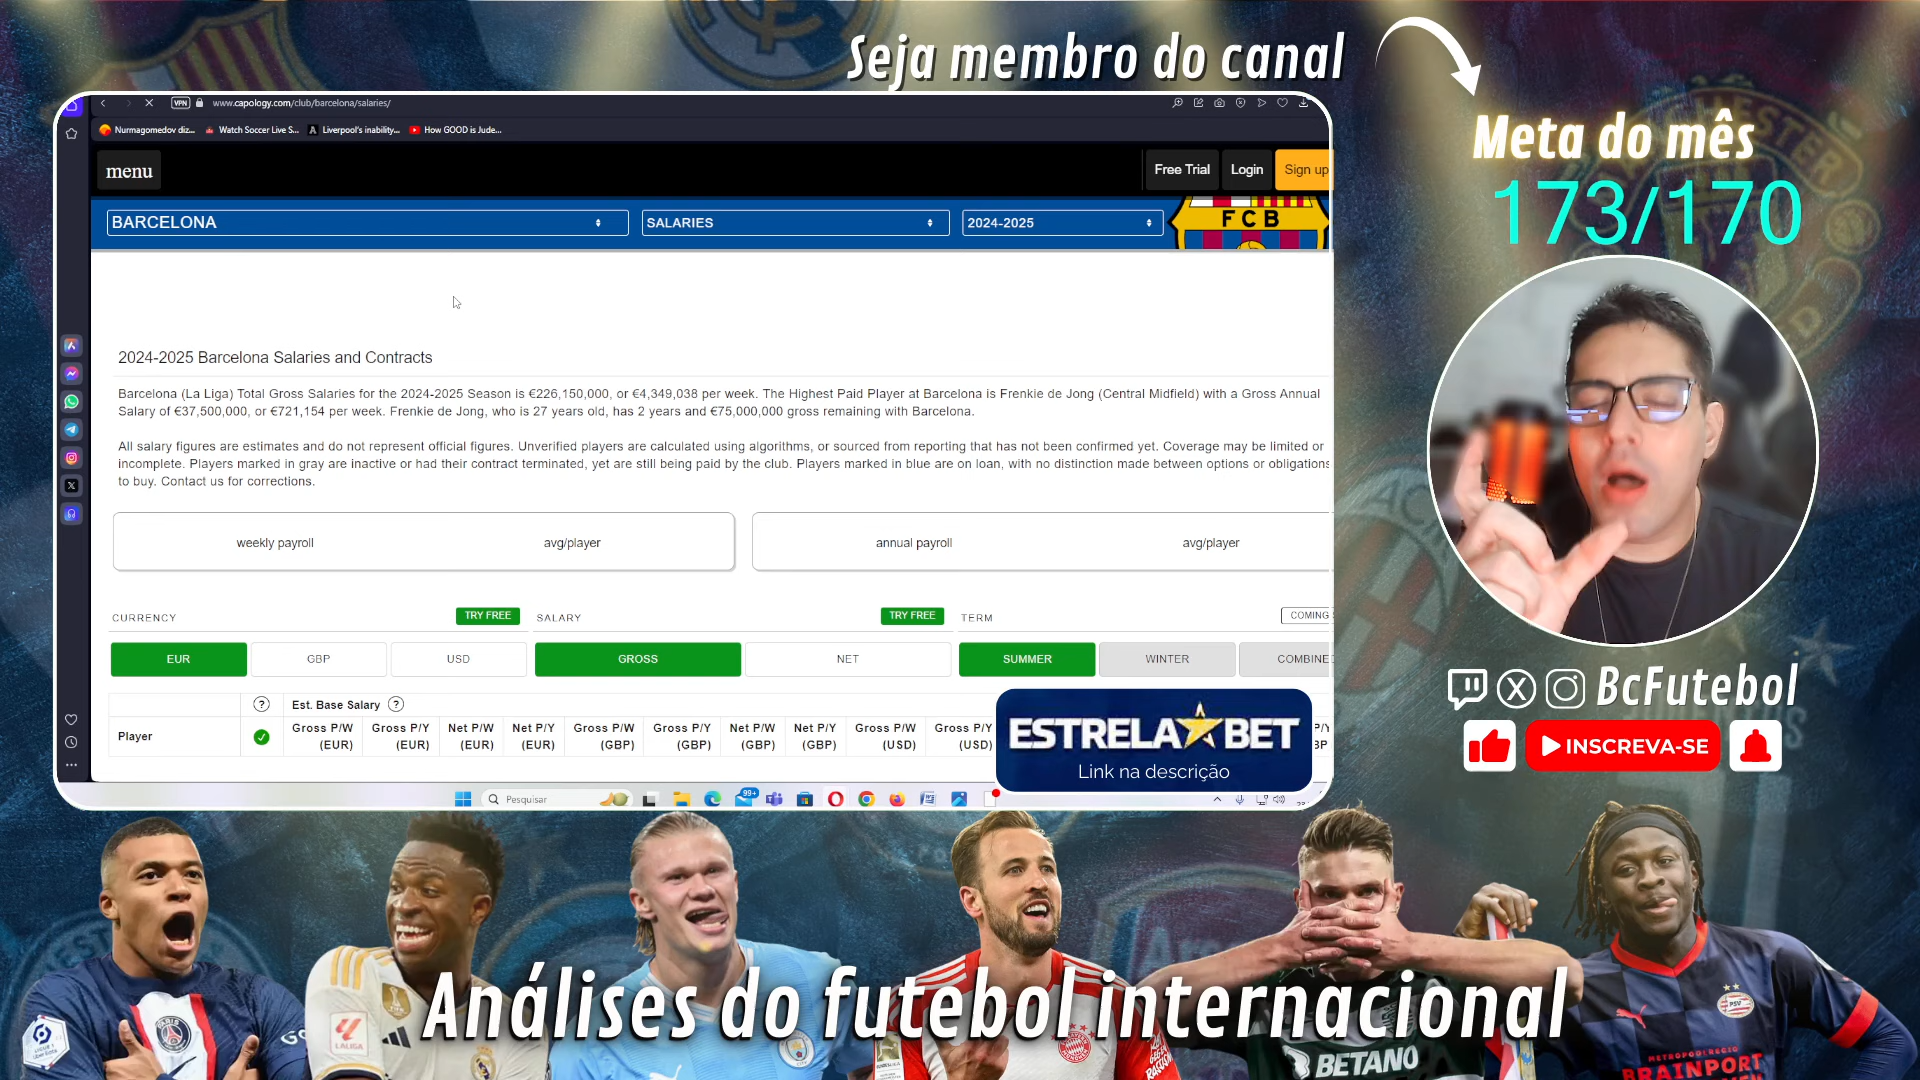 Seja membro do canal
Meta do mês
173/170
VPN
www.capology.com/club/barcelona/salaries/
Nurmagomedov diz...
Watch Soccer Live S...
Liverpool's inability...
How GOOD is Jude...
menu
Free Trial
Login
Sign up
BARCELONA
SALARIES
2024-2025
FCB
2024-2025 Barcelona Salaries and Contracts
Barcelona (La Liga) Total Gross Salaries for the 2024-2025 Season is €226,150,000, or €4,349,038 per week. The Highest Paid Player at Barcelona is Frenkie de Jong (Central Midfield) with a Gross Annual
Salary of €37,500,000, or €721,154 per week. Frenkie de Jong, who is 27 years old, has 2 years and €75,000,000 gross remaining with Barcelona.
All salary figures are estimates and do not represent official figures. Unverified players are calculated using algorithms, or sourced from reporting that has not been confirmed yet. Coverage may be limited or
incomplete. Players marked in gray are inactive or had their contract terminated, yet are still being paid by the club. Players marked in blue are on loan, with no distinction made between options or obligations
to buy. Contact us for corrections.
weekly payroll
avg/player
annual payroll
avg/player
CURRENCY
TRY FREE
SALARY
TRY FREE
TERM
COMING
EUR
GBP
USD
GROSS
NET
SUMMER
WINTER
COMBINE
Est. Base Salary
Player
Gross P/W (EUR)
Gross P/Y (EUR)
Net P/W (EUR)
Net P/Y (EUR)
Gross P/W (GBP)
Gross P/Y (GBP)
Net P/W (GBP)
Net P/Y (GBP)
Gross P/W (USD)
Gross P/Y (USD)
ESTRELA BET
Link na descrição
Pesquisar
99+
BcFutebol
INSCREVA-SE
Análises do futebol internacional
PARIS
LALIGA
BETANO
PSV
METROPOOLREGIO
BRAINPORT